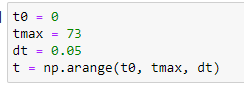 t0 = 0
tmax = 73
dt = 0.05
t = np.arange(t0, tmax, dt)